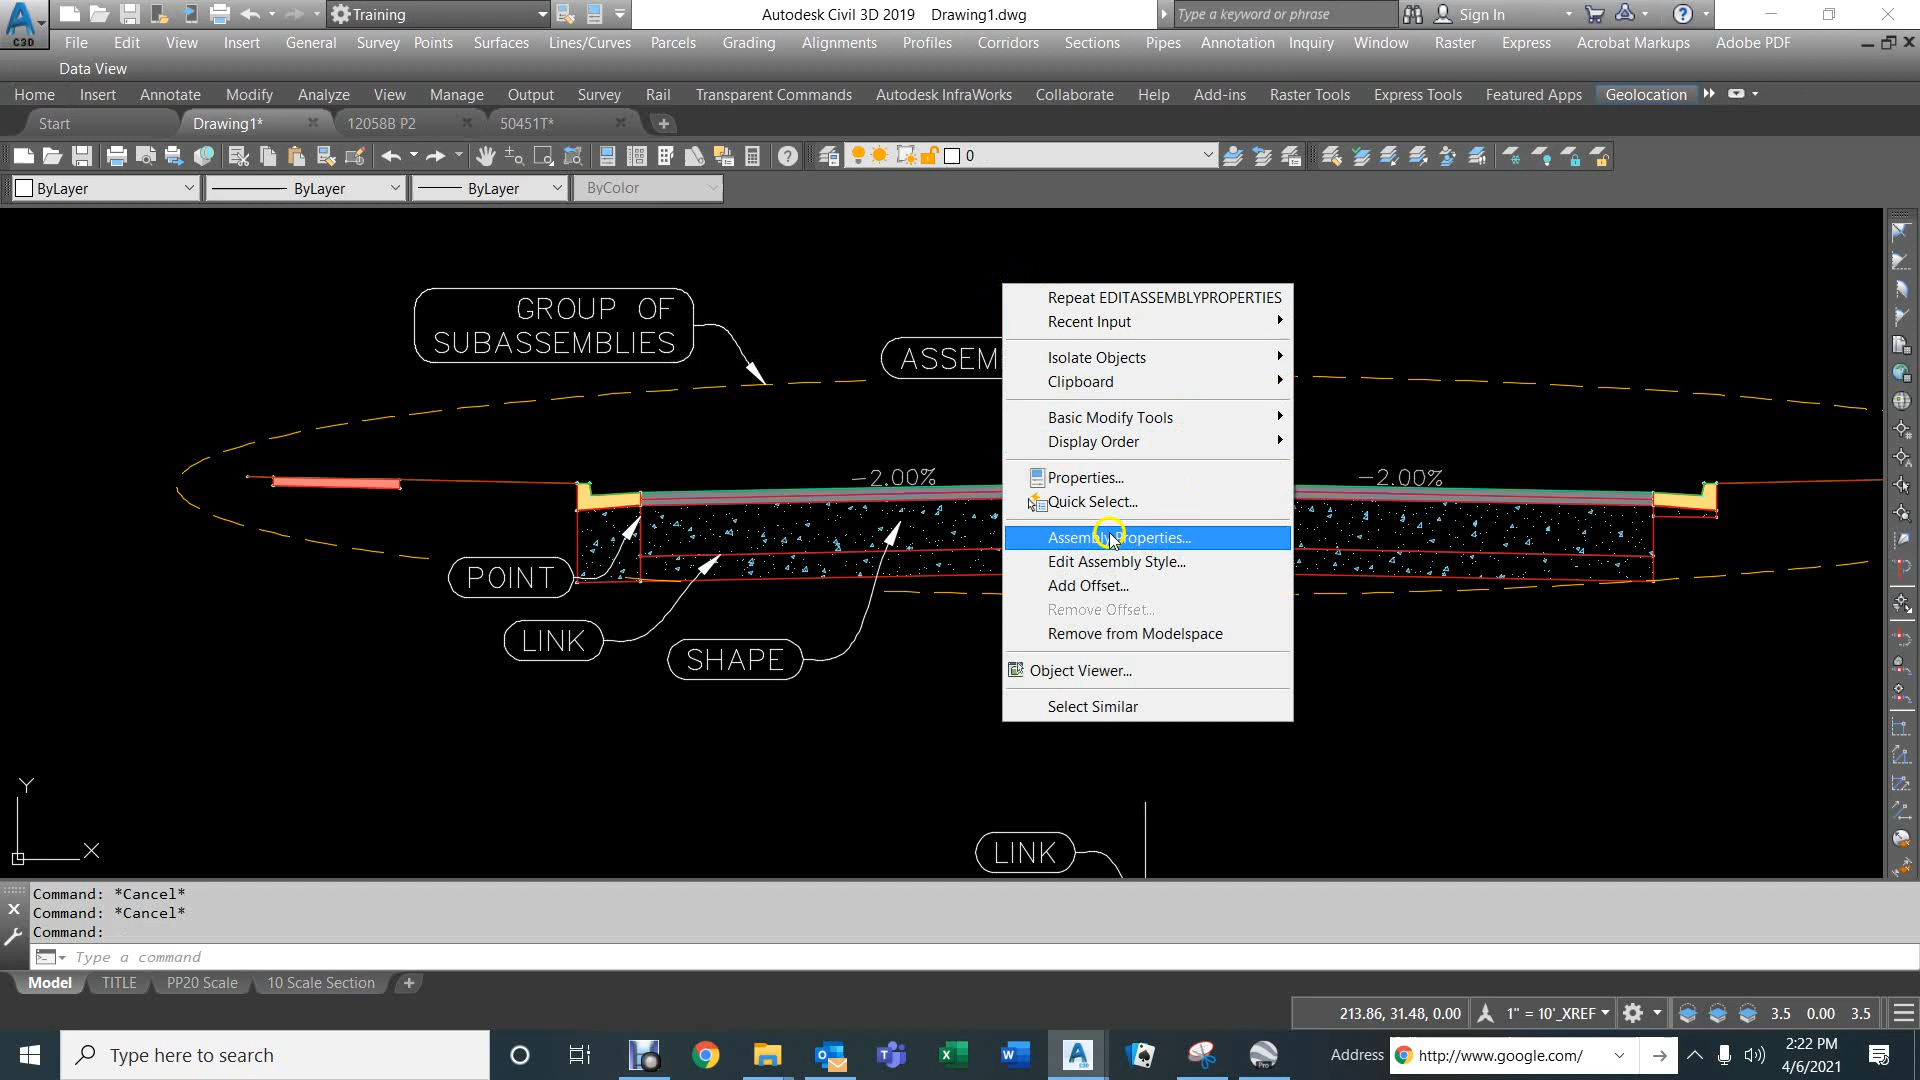 Training
Autodesk Civil 3D 2019 Drawing1.dwg
Type a keyword or phrase
Sign In
C3D
File Edit View Insert General Survey Points Surfaces Lines/Curves Parcels Grading Alignments Profiles Corridors Sections Pipes Annotation Inquiry Window Raster Express Acrobat Markups Adobe PDF
Data View
Home Insert Annotate Modify Analyze View Manage Output Survey Rail Transparent Commands Autodesk InfraWorks Collaborate Help Add-ins Raster Tools Express Tools Featured Apps Geolocation
Start Drawing1* 12058B P2 50451T*
0
ByLayer ByLayer ByLayer ByColor
GROUP OF
SUBASSEMBLIES
ASSEM
Repeat EDITASSEMBLYPROPERTIES
Recent Input
Isolate Objects
Clipboard
Basic Modify Tools
Display Order
Properties...
Quick Select...
Assembly Properties...
Edit Assembly Style...
Add Offset...
Remove Offset...
Remove from Modelspace
Object Viewer...
Select Similar
-2.00% -2.00%
POINT
LINK
SHAPE
LINK
Y
X
Command: *Cancel*
Command: *Cancel*
Command:
Type a command
Model TITLE PP20 Scale 10 Scale Section
213.86, 31.48, 0.00 1" = 10'_XREF 3.5 0.00 3.5
Type here to search
Address http://www.google.com/
2:22 PM
4/6/2021